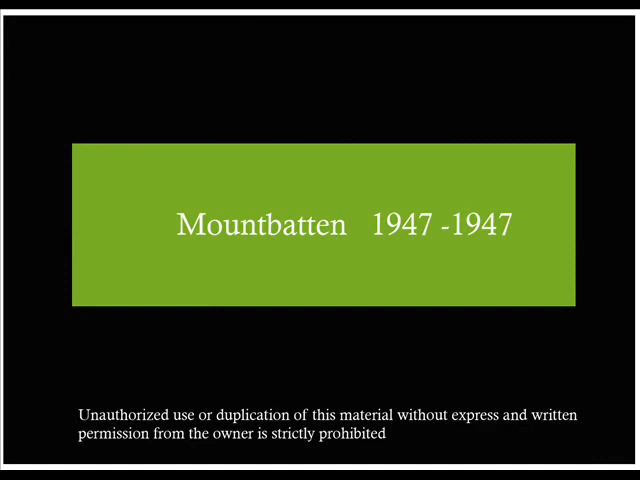 Mountbatten 1947 -1947
Unauthorized use or duplication of this material without express and written
permission from the owner is strictly prohibited